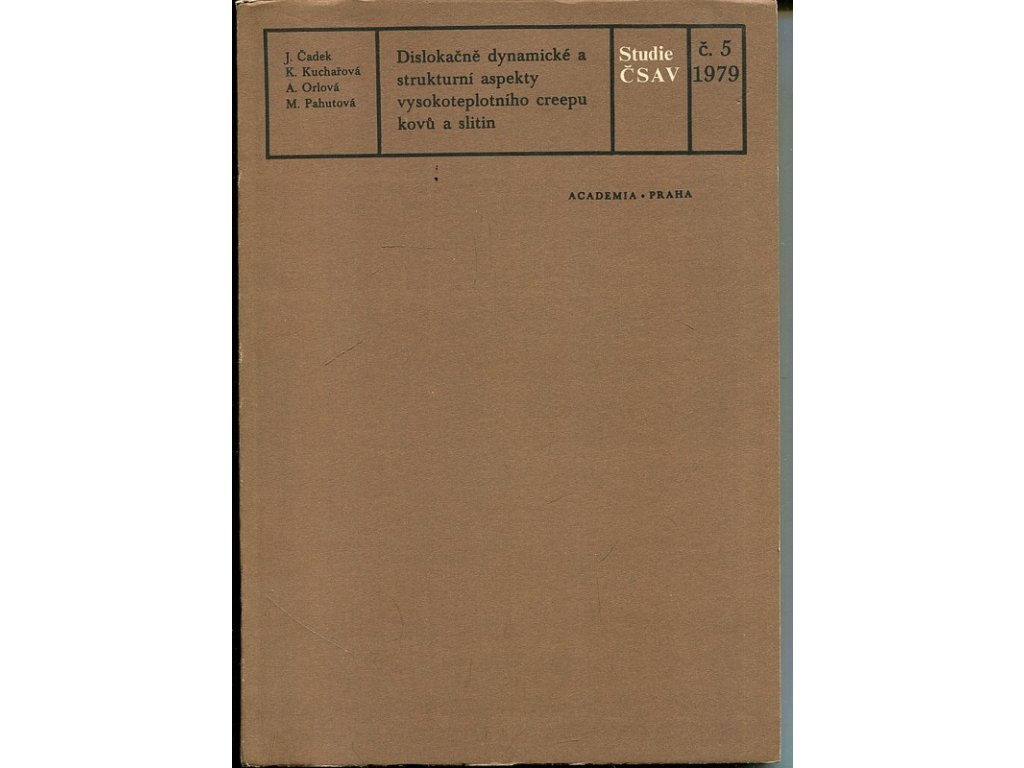 J. Čadek
K. Kuchařová
A. Orlová
M. Pahutová
Dislokačně dynamické a
strukturní aspekty
vysokoteplotního creepu
kovů a slitin
Studie
ČSAV
č. 5
1979
ACADEMIA • PRAHA